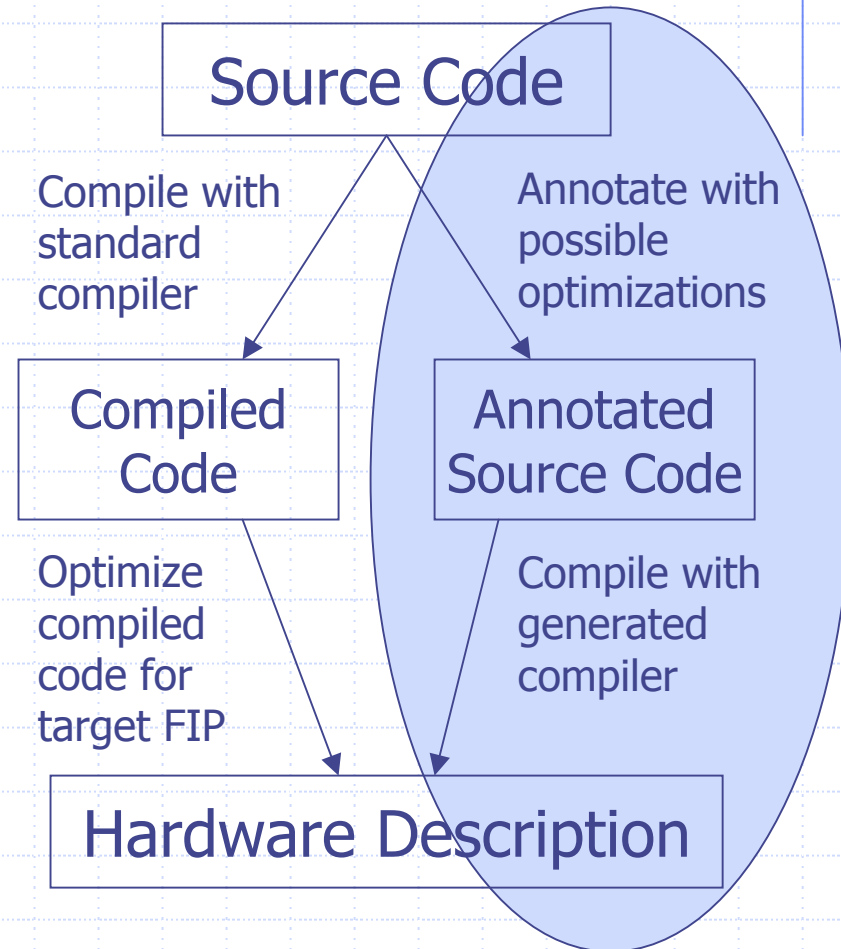 Source Code
Compile with
standard
compiler
Annotate with
possible
optimizations
Compiled
Code
Annotated
Source Code
Optimize
compiled
code for
target FIP
Compile with
generated
compiler
Hardware Description